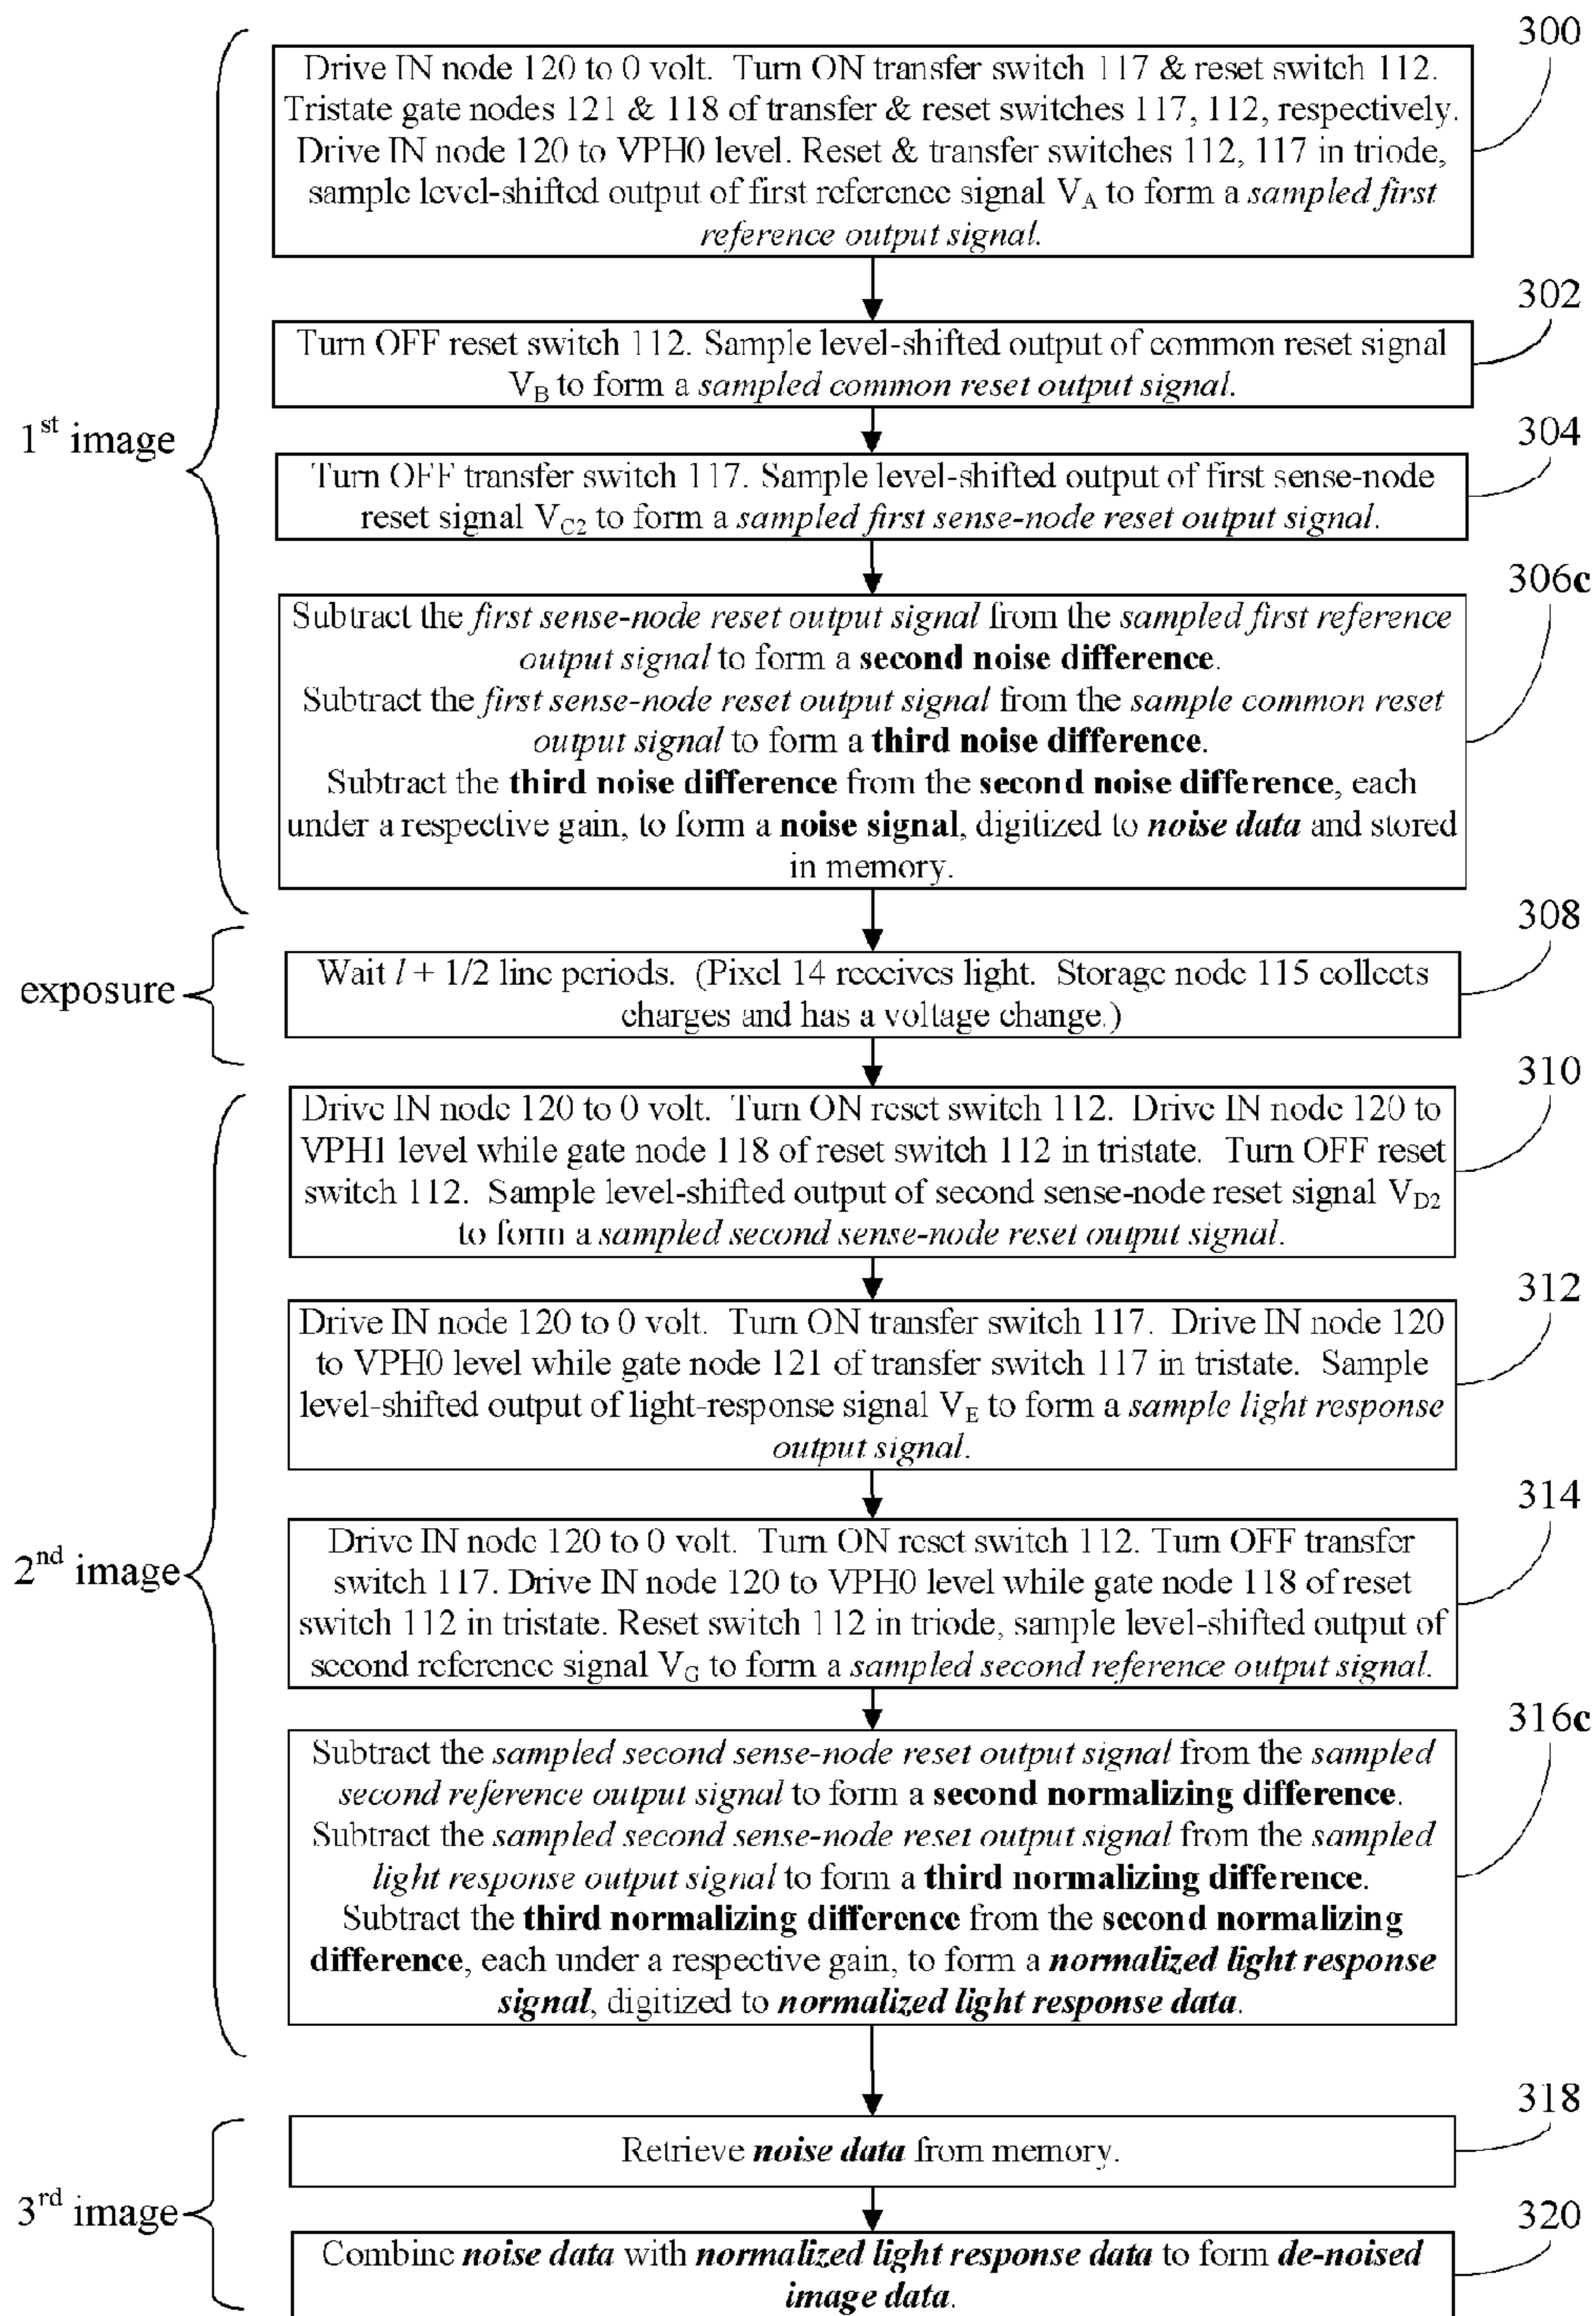 300
Drive IN node 120 to 0 volt. Turn ON transfer switch 117 & reset switch 112.
Tristate gate nodes 121 & 118 of transfer & reset switches 117, 112, respectively.
Drive IN node 120 to VPH0 level. Reset & transfer switches 112, 117 in triode,
sample level-shifted output of first reference signal VA to form a sampled first
reference output signal.
302
Turn OFF reset switch 112. Sample level-shifted output of common reset signal
VB to form a sampled common reset output signal.
1st image
304
Turn OFF transfer switch 117. Sample level-shifted output of first sense-node
reset signal VC2 to form a sampled first sense-node reset output signal.
306c
Subtract the first sense-node reset output signal from the sampled first reference
output signal to form a second noise difference.
Subtract the first sense-node reset output signal from the sample common reset
output signal to form a third noise difference.
Subtract the third noise difference from the second noise difference, each
under a respective gain, to form a noise signal, digitized to noise data and stored
in memory.
308
exposure
Wait l + 1/2 line periods. (Pixel 14 receives light. Storage node 115 collects
charges and has a voltage change.)
310
Drive IN node 120 to 0 volt. Turn ON reset switch 112. Drive IN node 120 to
VPH1 level while gate node 118 of reset switch 112 in tristate. Turn OFF reset
switch 112. Sample level-shifted output of second sense-node reset signal VD2
to form a sampled second sense-node reset output signal.
312
Drive IN node 120 to 0 volt. Turn ON transfer switch 117. Drive IN node 120
to VPH0 level while gate node 121 of transfer switch 117 in tristate. Sample
level-shifted output of light-response signal VE to form a sample light response
output signal.
314
2nd image
Drive IN node 120 to 0 volt. Turn ON reset switch 112. Turn OFF transfer
switch 117. Drive IN node 120 to VPH0 level while gate node 118 of reset
switch 112 in tristate. Reset switch 112 in triode, sample level-shifted output of
second reference signal VG to form a sampled second reference output signal.
316c
Subtract the sampled second sense-node reset output signal from the sampled
second reference output signal to form a second normalizing difference.
Subtract the sampled second sense-node reset output signal from the sampled
light response output signal to form a third normalizing difference.
Subtract the third normalizing difference from the second normalizing
difference, each under a respective gain, to form a normalized light response
signal, digitized to normalized light response data.
318
Retrieve noise data from memory.
3rd image
320
Combine noise data with normalized light response data to form de-noised
image data.